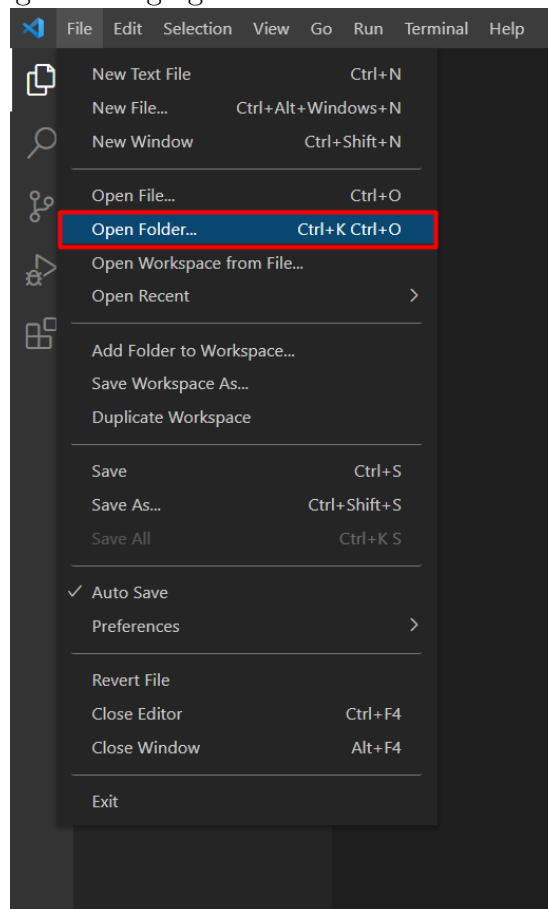 File Edit Selection View Go Run Terminal Help
New Text File Ctrl+N
New File... Ctrl+Alt+Windows+N
New Window Ctrl+Shift+N
Open File... Ctrl+O
Open Folder... Ctrl+K Ctrl+O
Open Workspace from File...
Open Recent
Add Folder to Workspace...
Save Workspace As...
Duplicate Workspace
Save Ctrl+S
Save As... Ctrl+Shift+S
Save All Ctrl+K S
Auto Save
Preferences
Revert File
Close Editor Ctrl+F4
Close Window Alt+F4
Exit